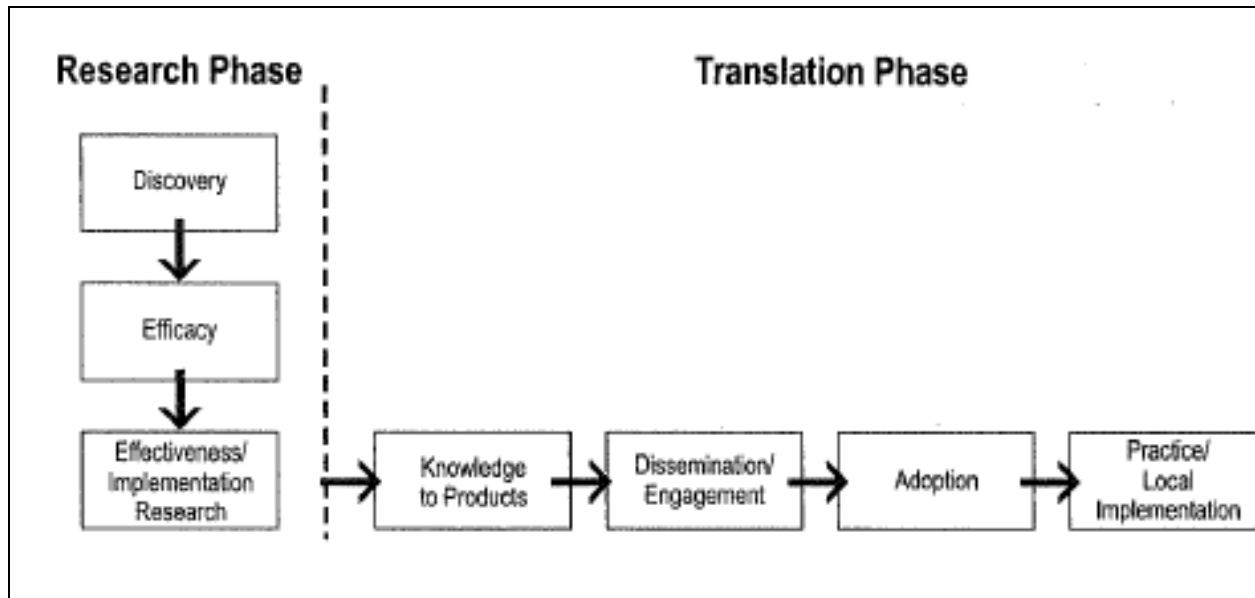 Research Phase
Translation Phase
Discovery
Efficacy
Effectiveness/
Implementation
Research
Knowledge
to Products
Dissemination/
Engagement
Adoption
Practice/
Local
Implementation